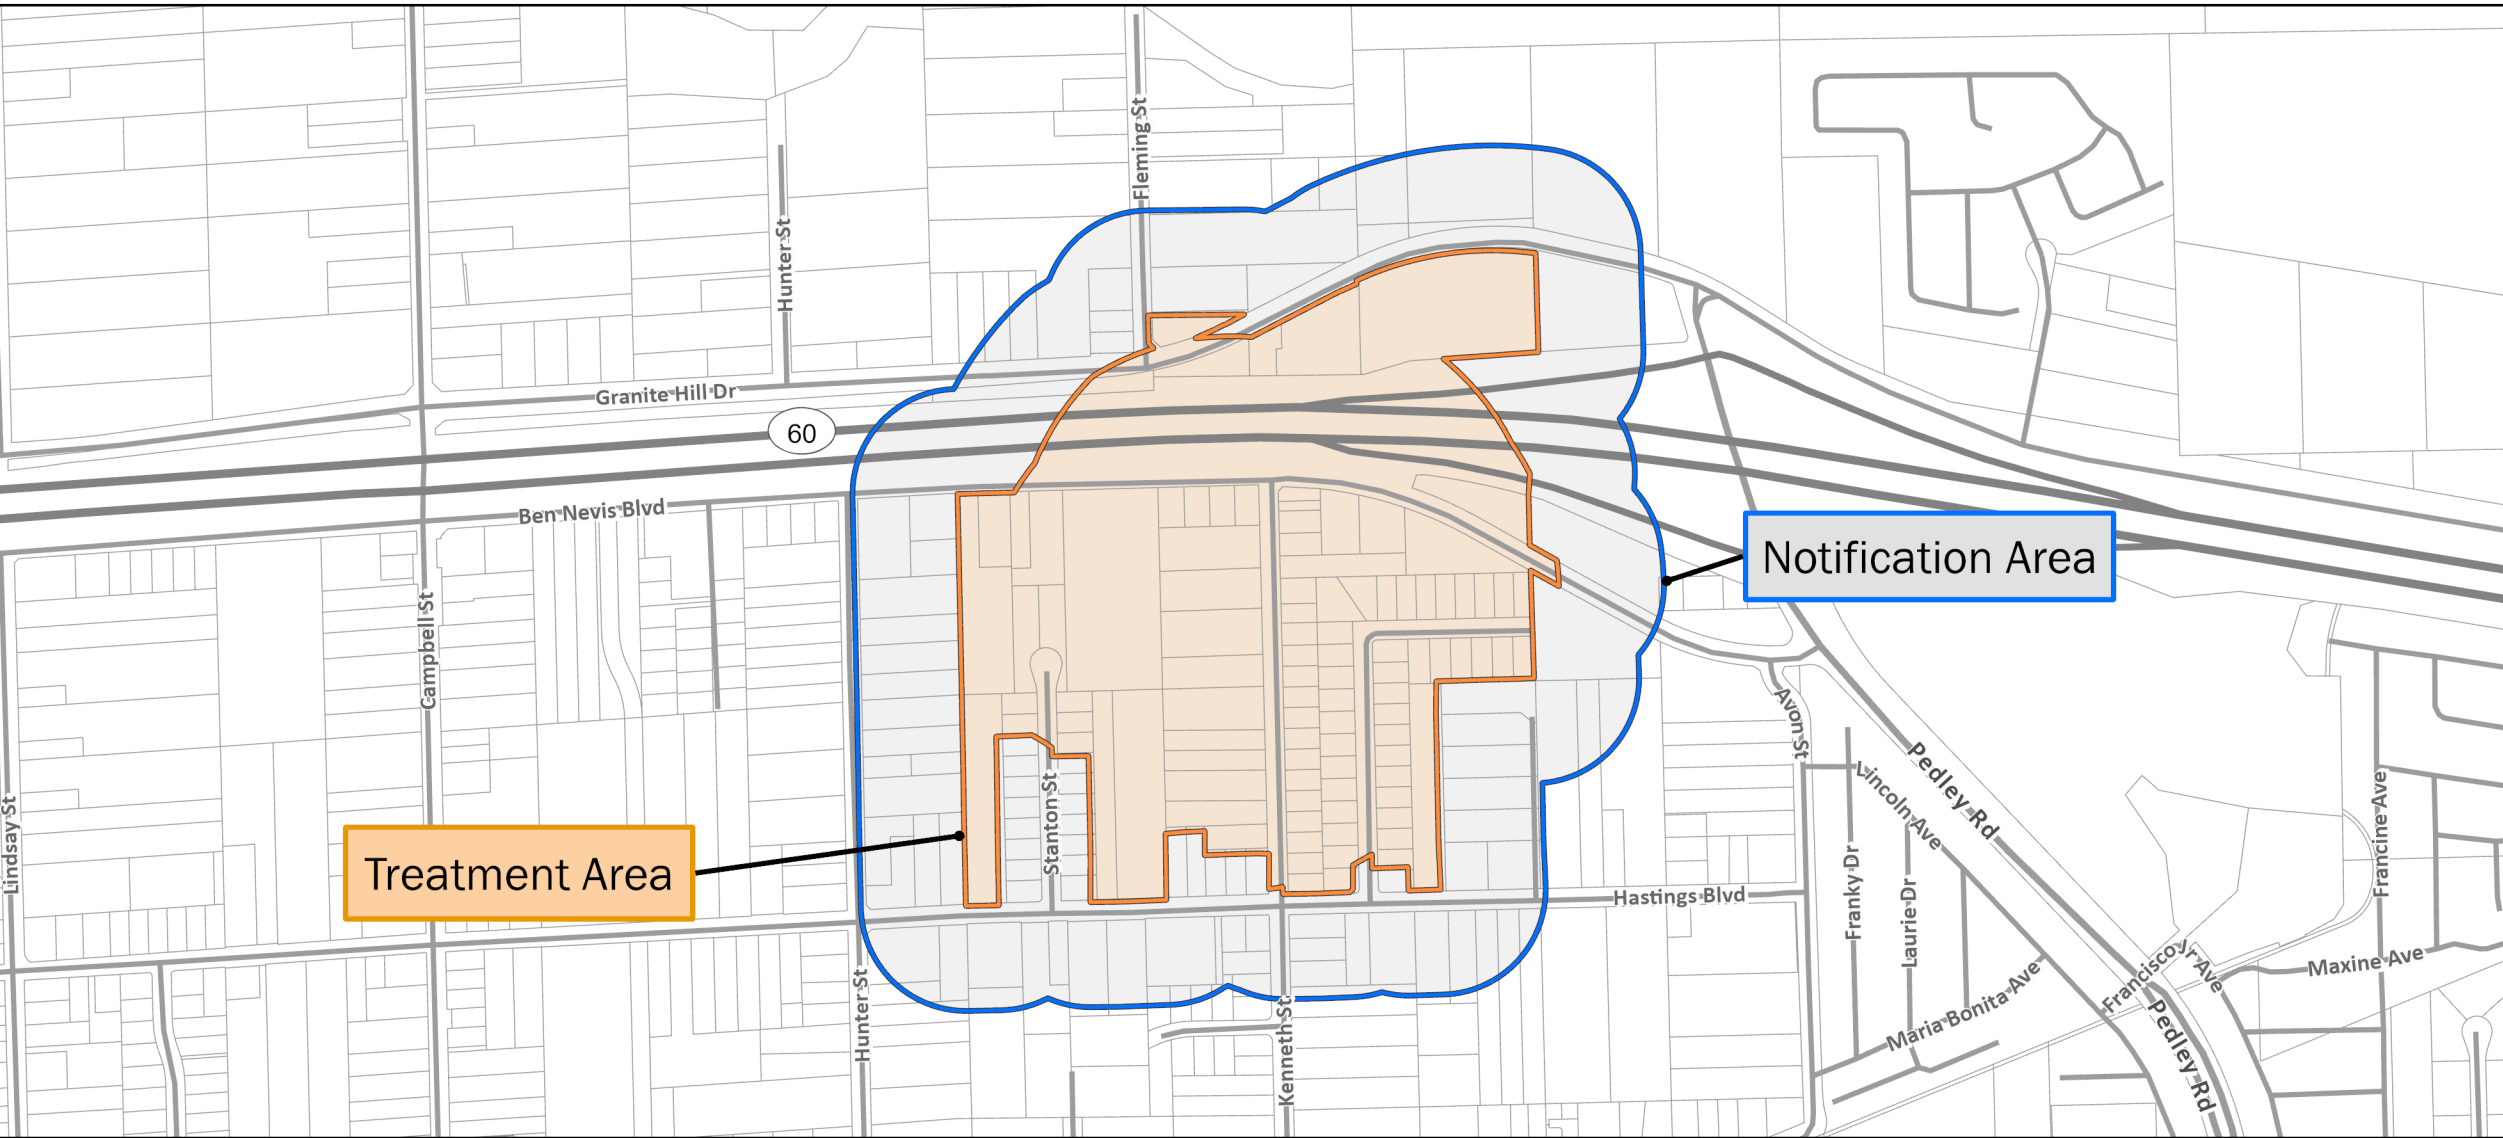 Fleming St
Hunter St
Granite Hill Dr
60
Ben Nevis Blvd
Notification Area
Campbell St
Avon St
Pedley Rd
Lincoln Ave
Francine Ave
Lindsay St
Treatment Area
Stanton St
Franky Dr
Laurie Dr
Hastings Blvd
Hunter St
Kenneth St
Maria Bonita Ave
Francisco Jr Ave
Maxine Ave
Pedley Rd